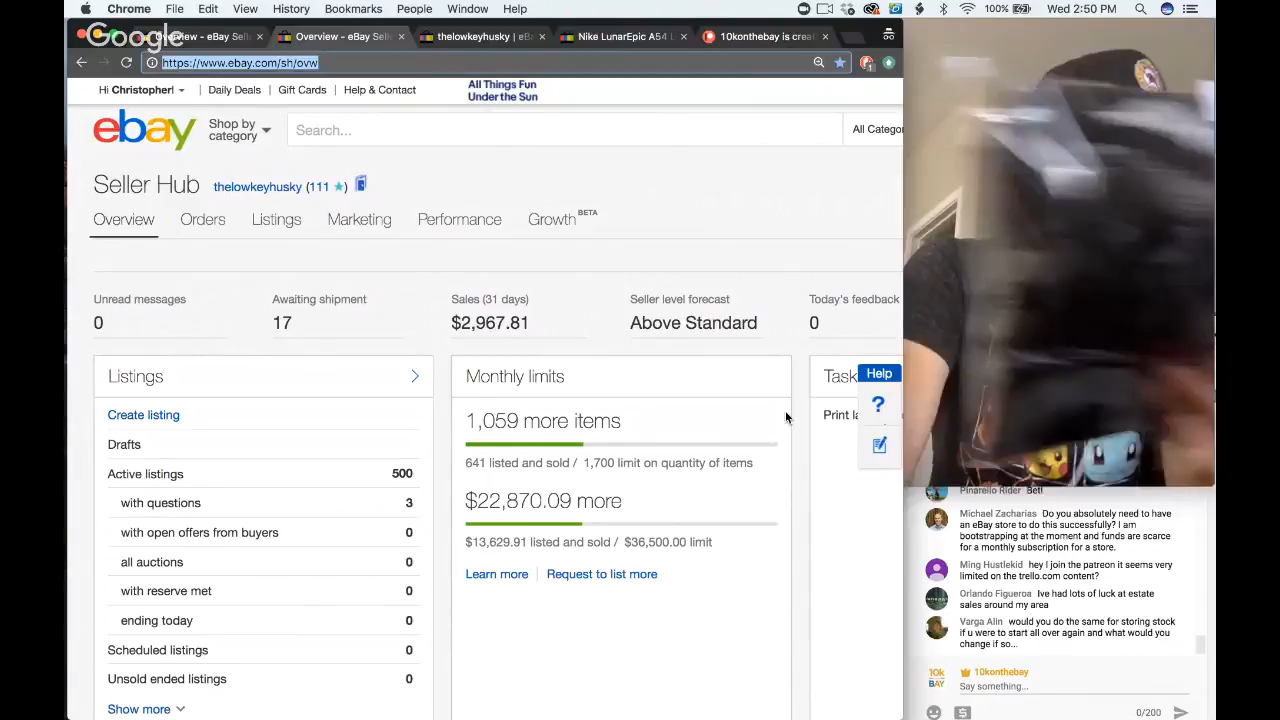 Chrome File Edit View History Bookmarks People Window Help 100% Wed 2:50 PM
Google
Overview - eBay Sell × Overview - eBay Sell × thelowkeyhusky | eB × Nike LunarEpic A54 L × 10konthebay is crea ×
https://www.ebay.com/sh/ovw
Hi Christopher! Daily Deals Gift Cards Help & Contact
All Things Fun
Under the Sun
ebay
Shop by
category
Search...
All Catego
Seller Hub thelowkeyhusky (111 ★)
Overview Orders Listings Marketing Performance Growth BETA
Unread messages Awaiting shipment Sales (31 days) Seller level forecast Today's feedback
0 17 $2,967.81 Above Standard 0
Listings
Create listing
Drafts
Active listings 500
with questions 3
with open offers from buyers 0
all auctions 0
with reserve met 0
ending today 0
Scheduled listings 0
Unsold ended listings 0
Show more
Monthly limits
1,059 more items
641 listed and sold / 1,700 limit on quantity of items
$22,870.09 more
$13,629.91 listed and sold / $36,500.00 limit
Learn more Request to list more
Task
Print la
Help
?
Pinarello Rider Bet!
Michael Zacharias Do you absolutely need to have
an eBay store to do this successfully? I am
bootstrapping at the moment and funds are scarce
for a monthly subscription for a store.
Ming Hustlekid hey I join the patreon it seems very
limited on the trello.com content?
Orlando Figueroa Ive had lots of luck at estate
sales around my area
Varga Alin would you do the same for storing stock
if u were to start all over again and what would you
change if so...
10k
BAY
10konthebay
Say something...
0/200